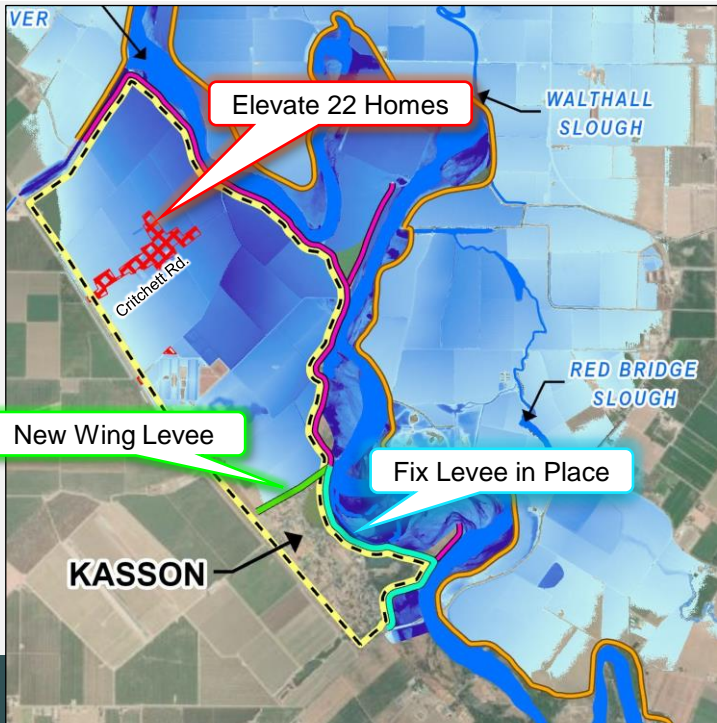 VER
Elevate 22 Homes
WALTHALL
SLOUGH
Critchett Rd.
RED BRIDGE
SLOUGH
New Wing Levee
Fix Levee in Place
KASSON